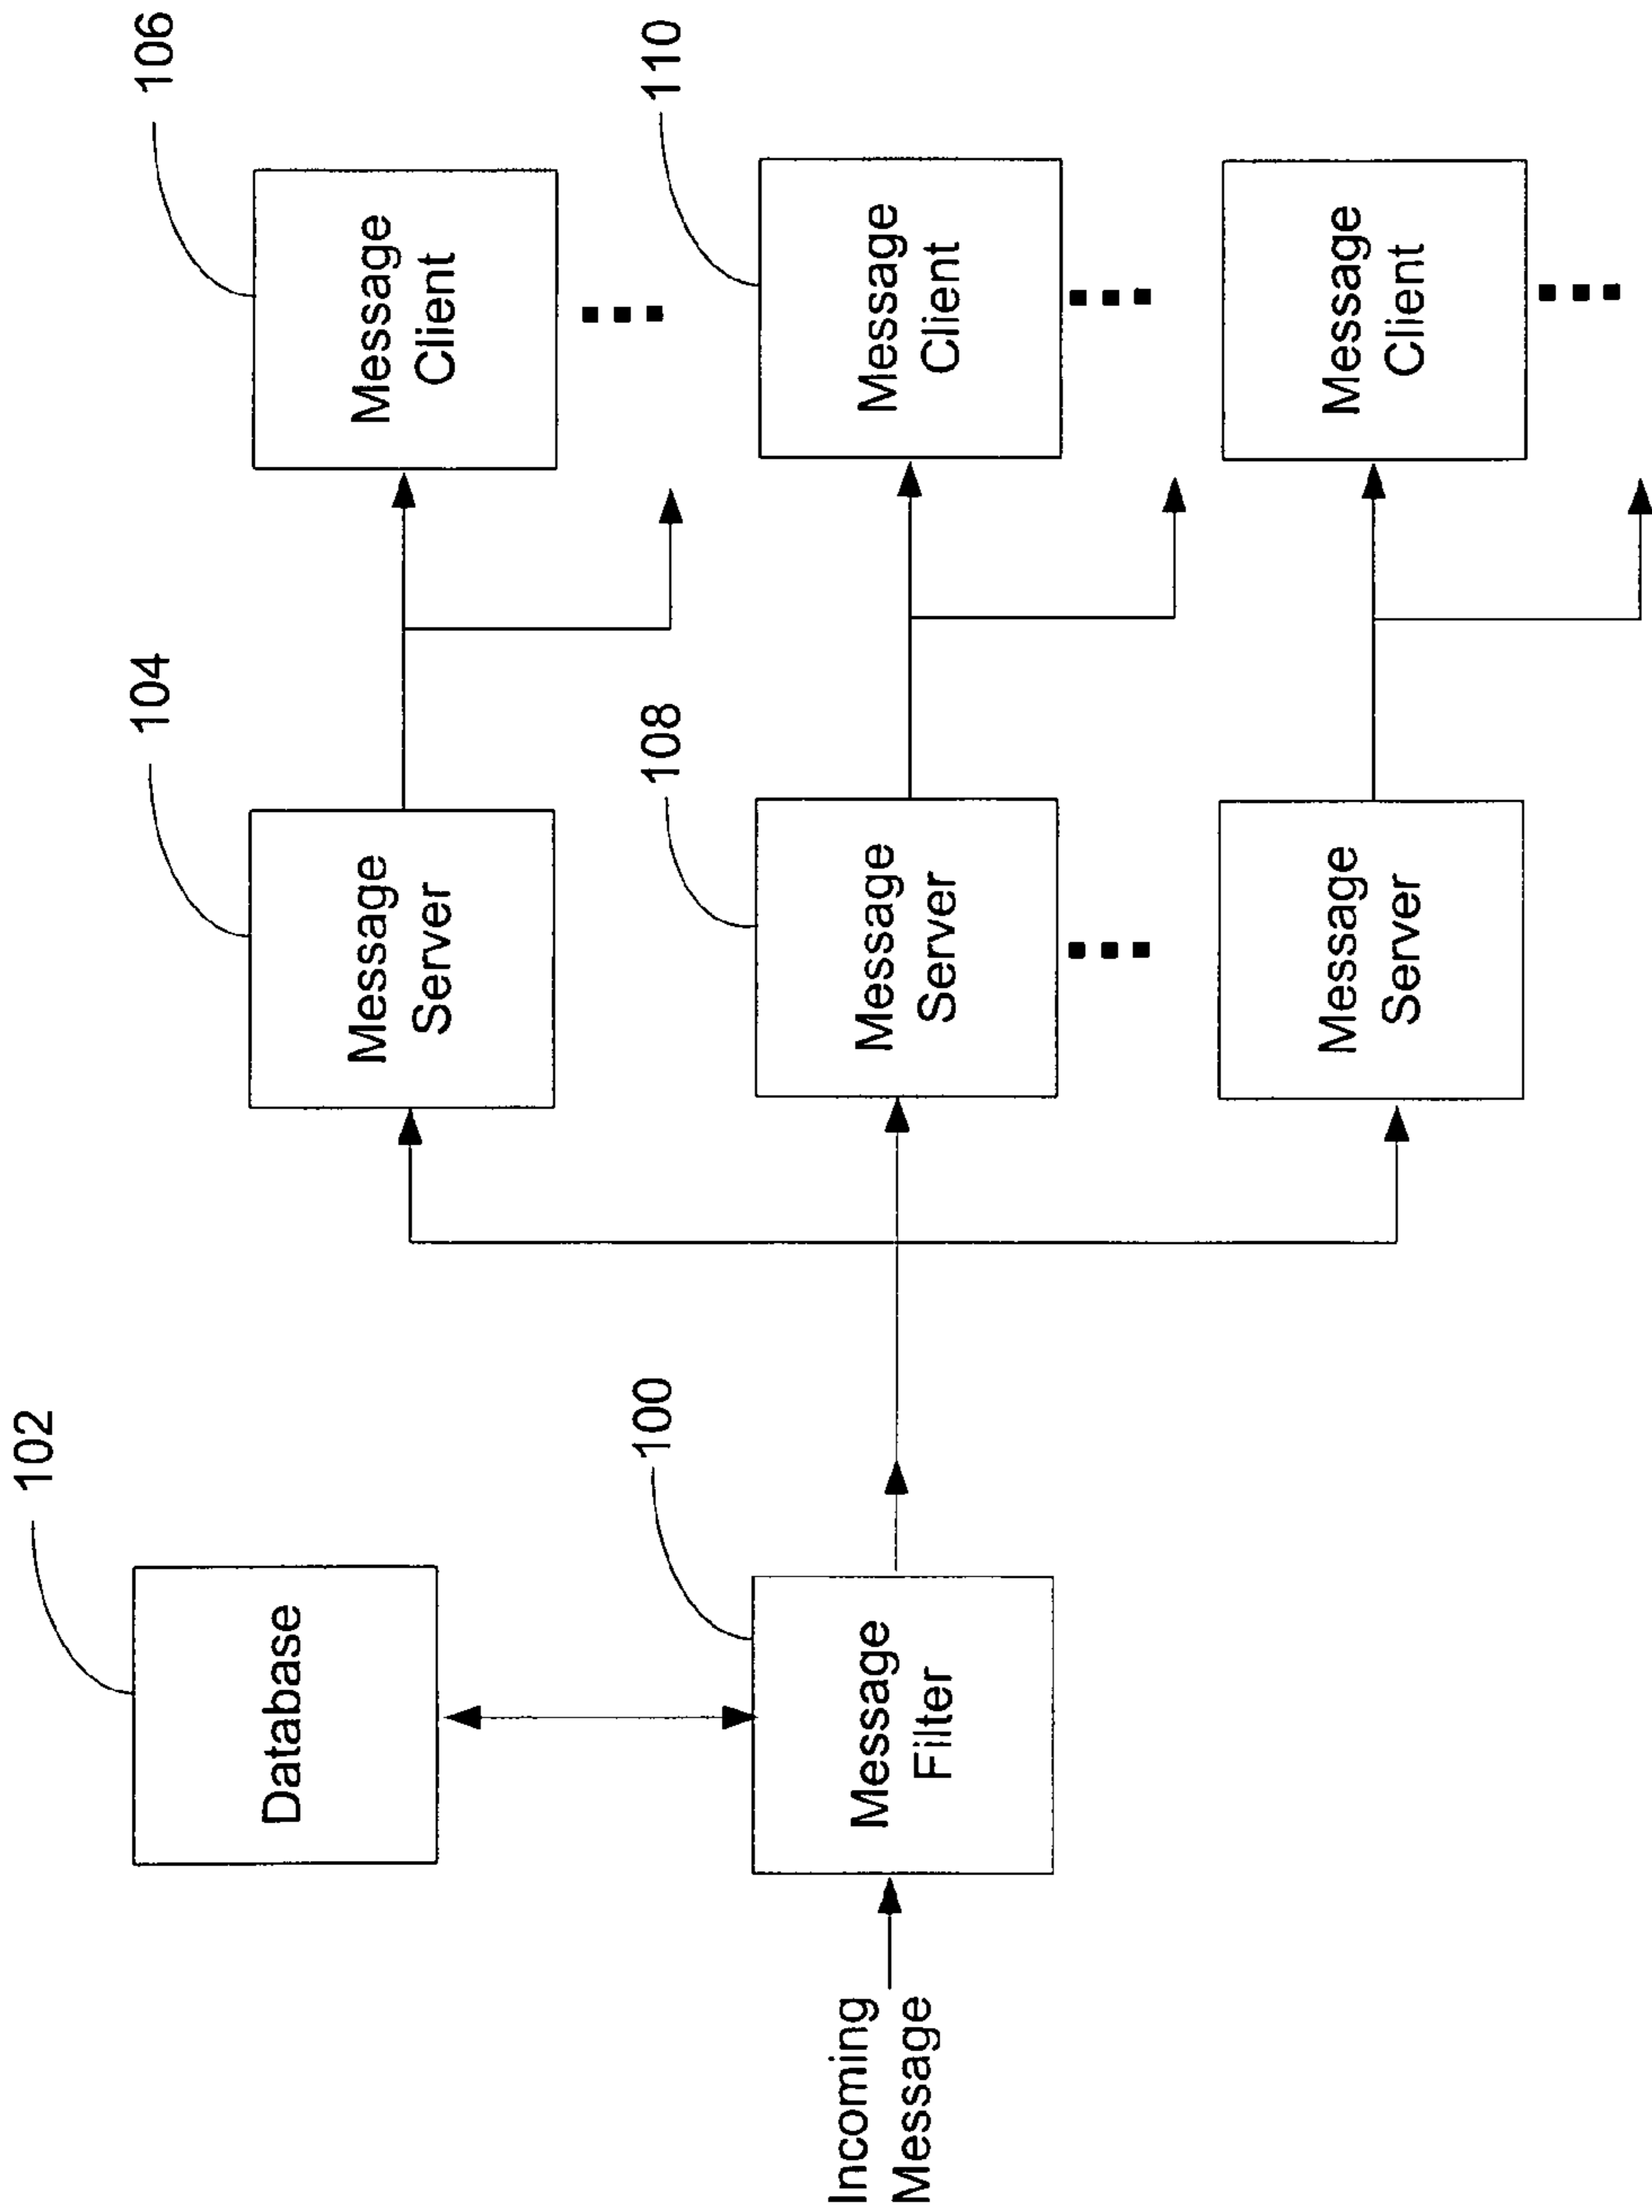 102
Database
100
Message
Filter
Incoming
Message
104
Message
Server
108
Message
Server
Message
Server
106
Message
Client
110
Message
Client
Message
Client